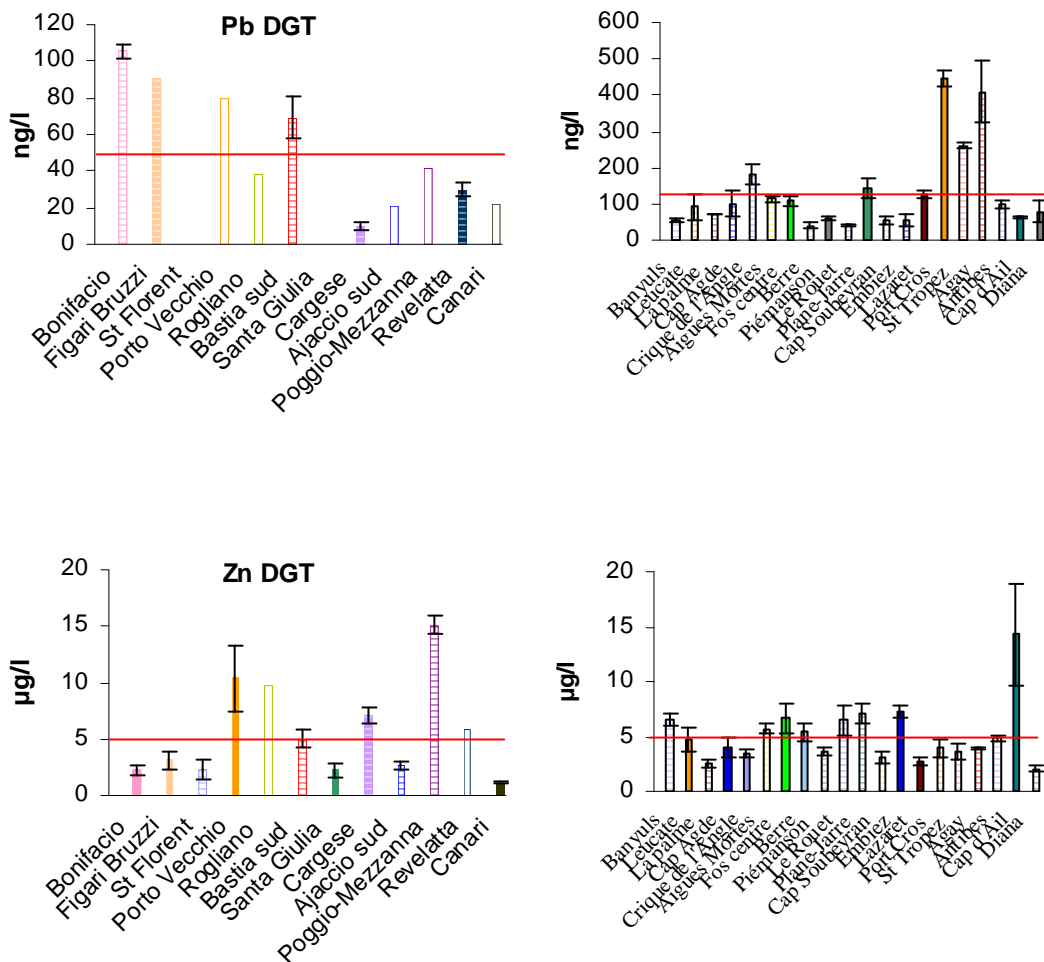 Pb DGT
ng/l
120
100
80
60
40
20
0
Bonifacio
Figari Bruzzi
St Florent
Porto Vecchio
Rogliano
Bastia sud
Santa Giulia
Cargese
Ajaccio sud
Poggio-Mezzanna
Revelatta
Canari
ng/l
600
500
400
300
200
100
0
Banyuls
Leucate
Lapalme
Cap Agde
Crique de l'Angle
Aigues Mortes
Fos centre
Berre
Piémanson
Le Rouet
Plane-Jarre
Cap Soubeyran
Embiez
Lazaret
Port Cros
St Tropez
Agay
Antibes
Cap d'Ail
Diana
Zn DGT
µg/l
20
15
10
5
0
Bonifacio
Figari Bruzzi
St Florent
Porto Vecchio
Rogliano
Bastia sud
Santa Giulia
Cargese
Ajaccio sud
Poggio-Mezzanna
Revelatta
Canari
µg/l
20
15
10
5
0
Banyuls
Leucate
Lapalme
Cap Agde
Crique de l'Angle
Aigues Mortes
Fos centre
Berre
Piémanson
Le Rouet
Plane-Jarre
Cap Soubeyran
Embiez
Lazaret
Port Cros
St Tropez
Agay
Antibes
Cap d'Ail
Diana